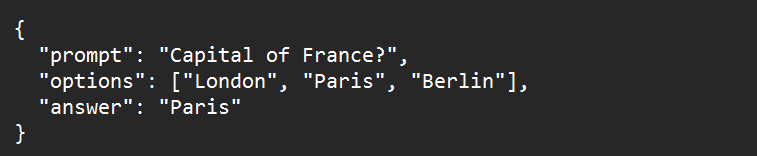 {
  "prompt": "Capital of France?",
  "options": ["London", "Paris", "Berlin"],
  "answer": "Paris"
}